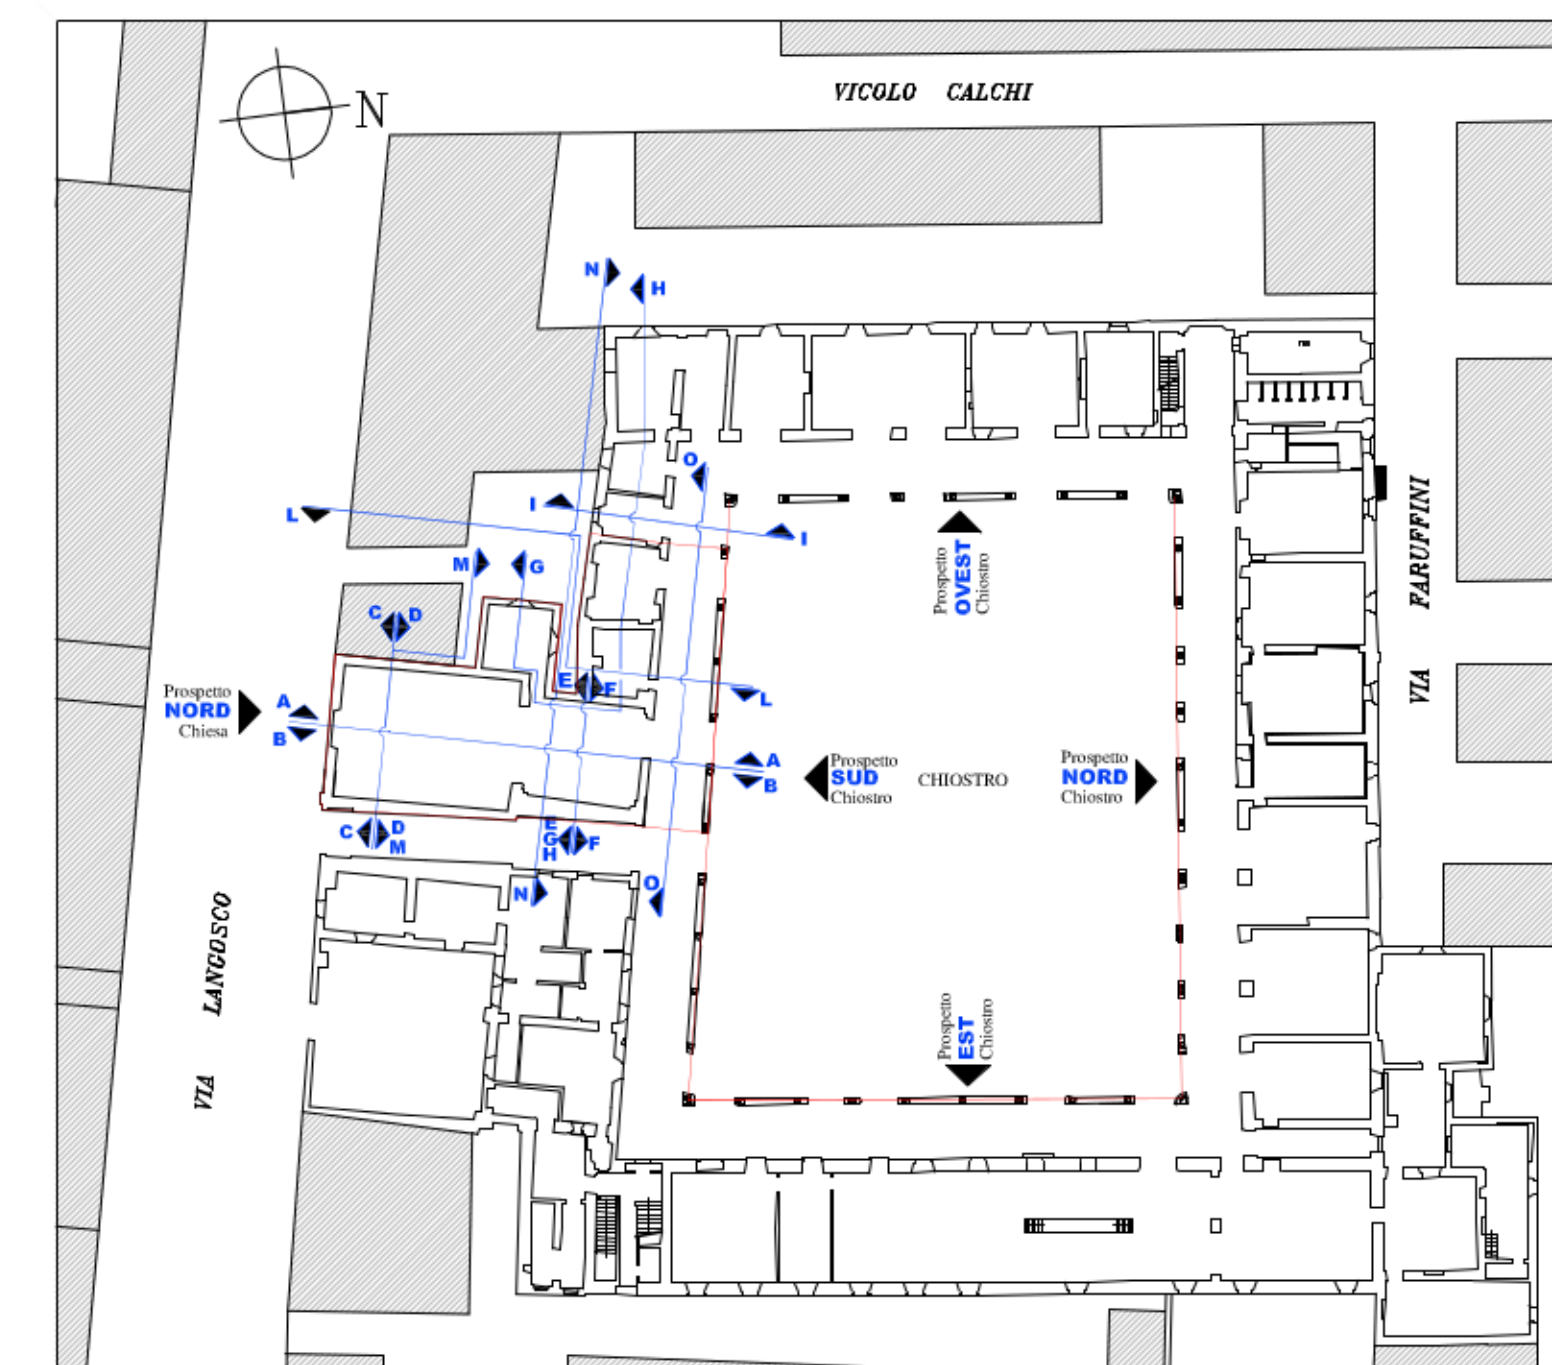 VICOLO CALCHI
N
N
H
O
I
I
L
M
G
C
D
E
F
L
Prospetto
NORD
Chiesa
A
B
A
B
Prospetto
OVEST
Chiostro
Prospetto
SUD
Chiostro
CHIOSTRO
Prospetto
NORD
Chiostro
VIA FARUFFINI
C
D
M
E
G
H
F
N
O
VIA LANGOSCO
Prospetto
EST
Chiostro